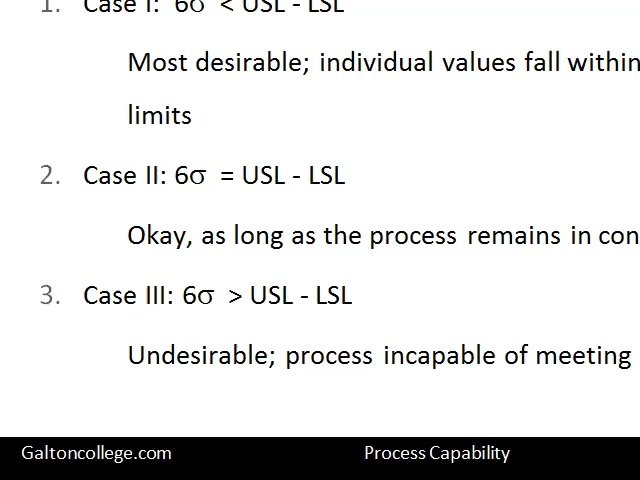 1. Case I: 6σ < USL - LSL
Most desirable; individual values fall within
limits
2. Case II: 6σ = USL - LSL
Okay, as long as the process remains in con
3. Case III: 6σ > USL - LSL
Undesirable; process incapable of meeting
Galtoncollege.com Process Capability